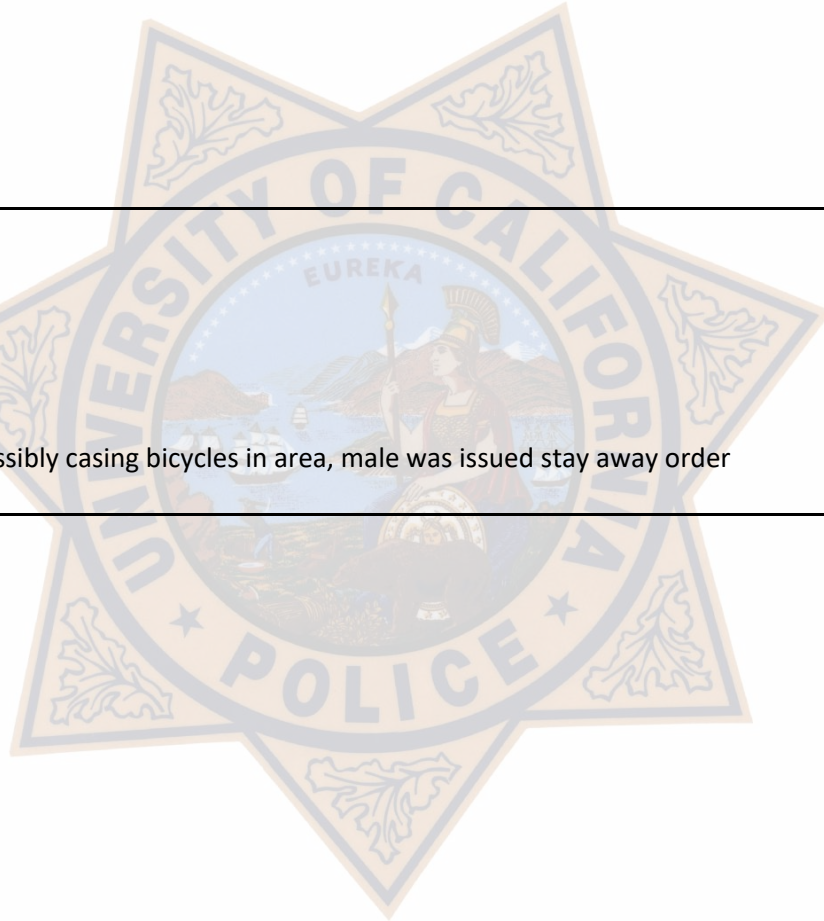 UNIVERSITY OF CALIFORNIA
EUREKA
ssibly casing bicycles in area, male was issued stay away order
POLICE